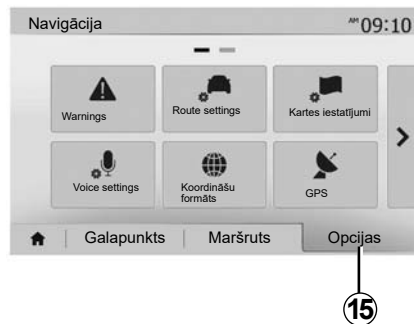 Navigācija
AM 09:10
Warnings
Route settings
Kartes iestatījumi
Voice settings
Koordināšu
formāts
GPS
Galapunkts
Maršruts
Opcijas
15